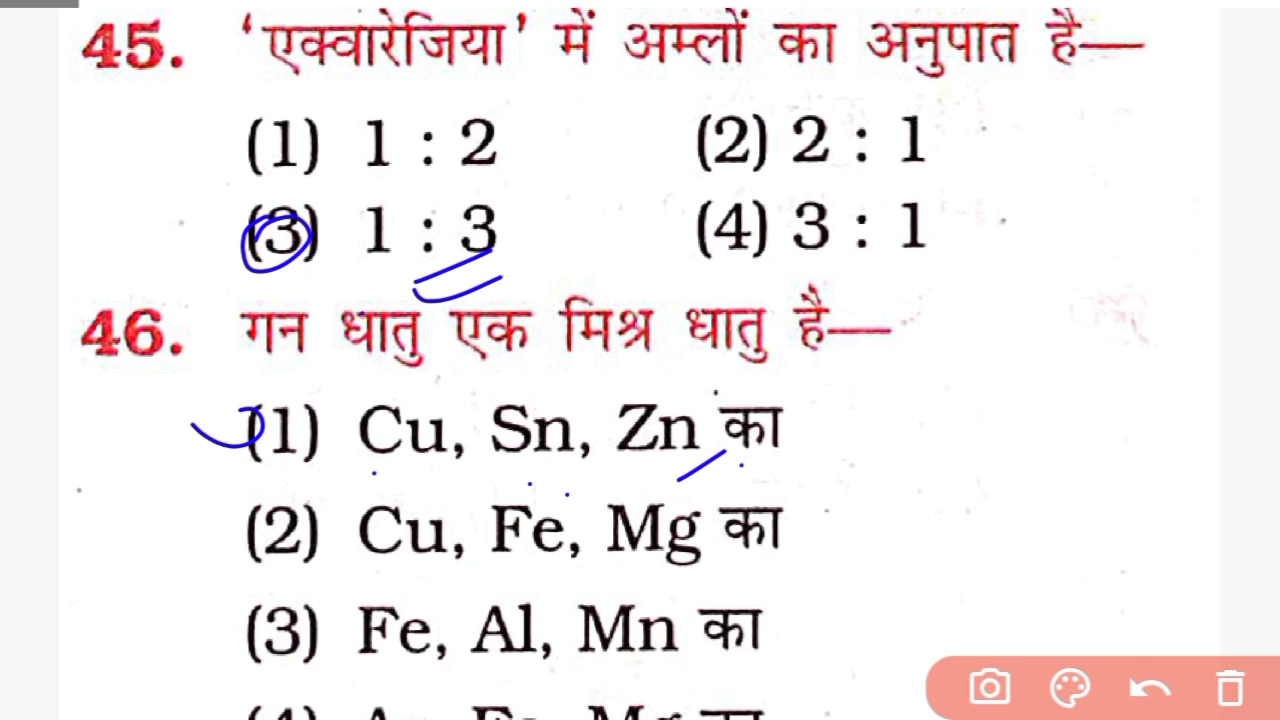 45. ‘एक्वारेजिया’ में अम्लों का अनुपात है—
(1) 1 : 2 (2) 2 : 1
(3) 1 : 3 (4) 3 : 1
46. गन धातु एक मिश्र धातु है—
(1) Cu, Sn, Zn का
(2) Cu, Fe, Mg का
(3) Fe, Al, Mn का